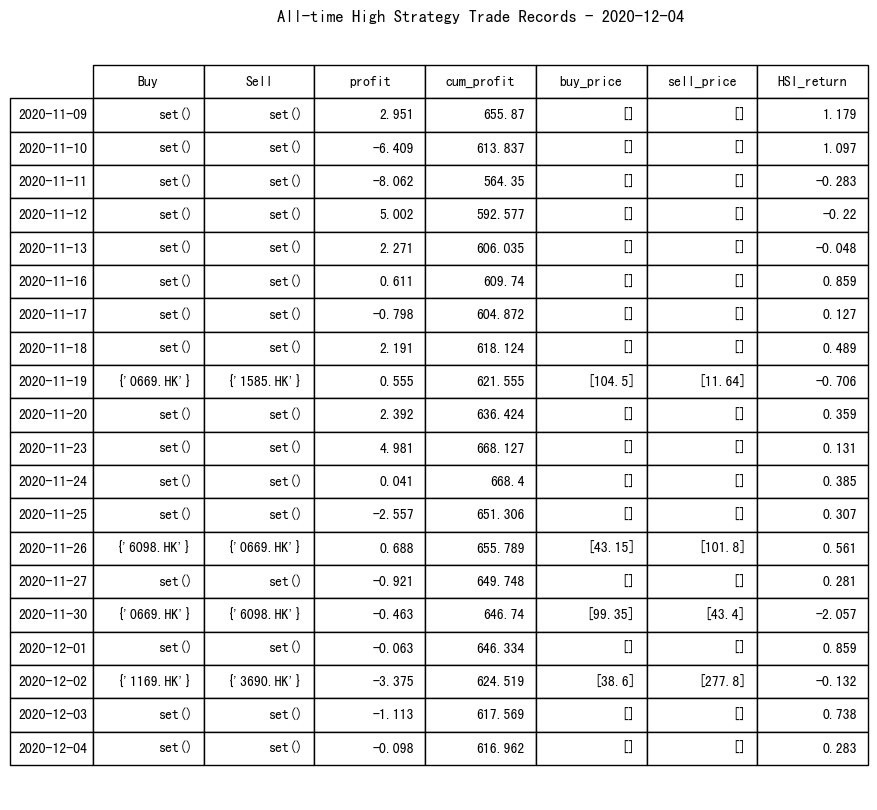 All-time High Strategy Trade Records - 2020-12-04
Buy Sell profit cum_profit buy_price sell_price HSI_return
2020-11-09 set() set() 2.951 655.87 [] [] 1.179
2020-11-10 set() set() -6.409 613.837 [] [] 1.097
2020-11-11 set() set() -8.062 564.35 [] [] -0.283
2020-11-12 set() set() 5.002 592.577 [] [] -0.22
2020-11-13 set() set() 2.271 606.035 [] [] -0.048
2020-11-16 set() set() 0.611 609.74 [] [] 0.859
2020-11-17 set() set() -0.798 604.872 [] [] 0.127
2020-11-18 set() set() 2.191 618.124 [] [] 0.489
2020-11-19 {'0669.HK'} {'1585.HK'} 0.555 621.555 [104.5] [11.64] -0.706
2020-11-20 set() set() 2.392 636.424 [] [] 0.359
2020-11-23 set() set() 4.981 668.127 [] [] 0.131
2020-11-24 set() set() 0.041 668.4 [] [] 0.385
2020-11-25 set() set() -2.557 651.306 [] [] 0.307
2020-11-26 {'6098.HK'} {'0669.HK'} 0.688 655.789 [43.15] [101.8] 0.561
2020-11-27 set() set() -0.921 649.748 [] [] 0.281
2020-11-30 {'0669.HK'} {'6098.HK'} -0.463 646.74 [99.35] [43.4] -2.057
2020-12-01 set() set() -0.063 646.334 [] [] 0.859
2020-12-02 {'1169.HK'} {'3690.HK'} -3.375 624.519 [38.6] [277.8] -0.132
2020-12-03 set() set() -1.113 617.569 [] [] 0.738
2020-12-04 set() set() -0.098 616.962 [] [] 0.283